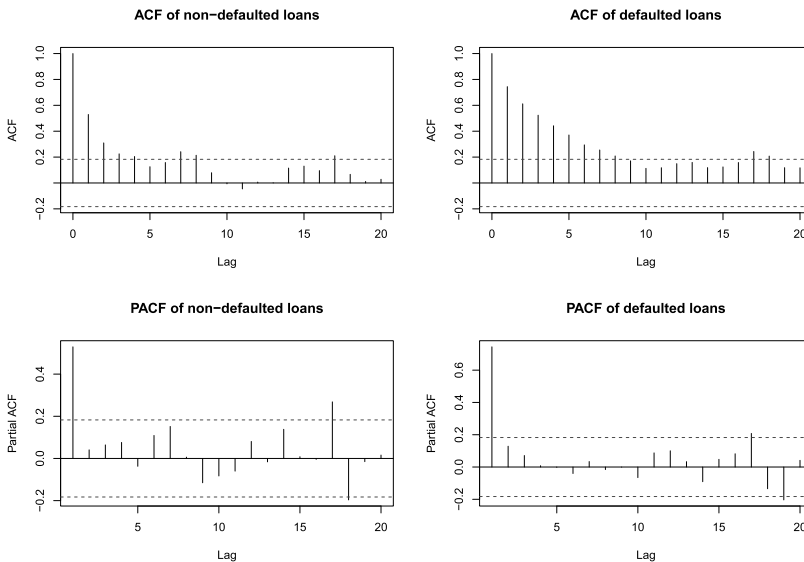 ACF of non−defaulted loans
ACF
1.0
0.8
0.6
0.4
0.2
−0.2
0 5 10 15 20
Lag
ACF of defaulted loans
ACF
1.0
0.8
0.6
0.4
0.2
−0.2
0 5 10 15 20
Lag
PACF of non−defaulted loans
Partial ACF
0.4
0.2
0.0
−0.2
5 10 15 20
Lag
PACF of defaulted loans
Partial ACF
0.6
0.4
0.2
0.0
−0.2
5 10 15 20
Lag